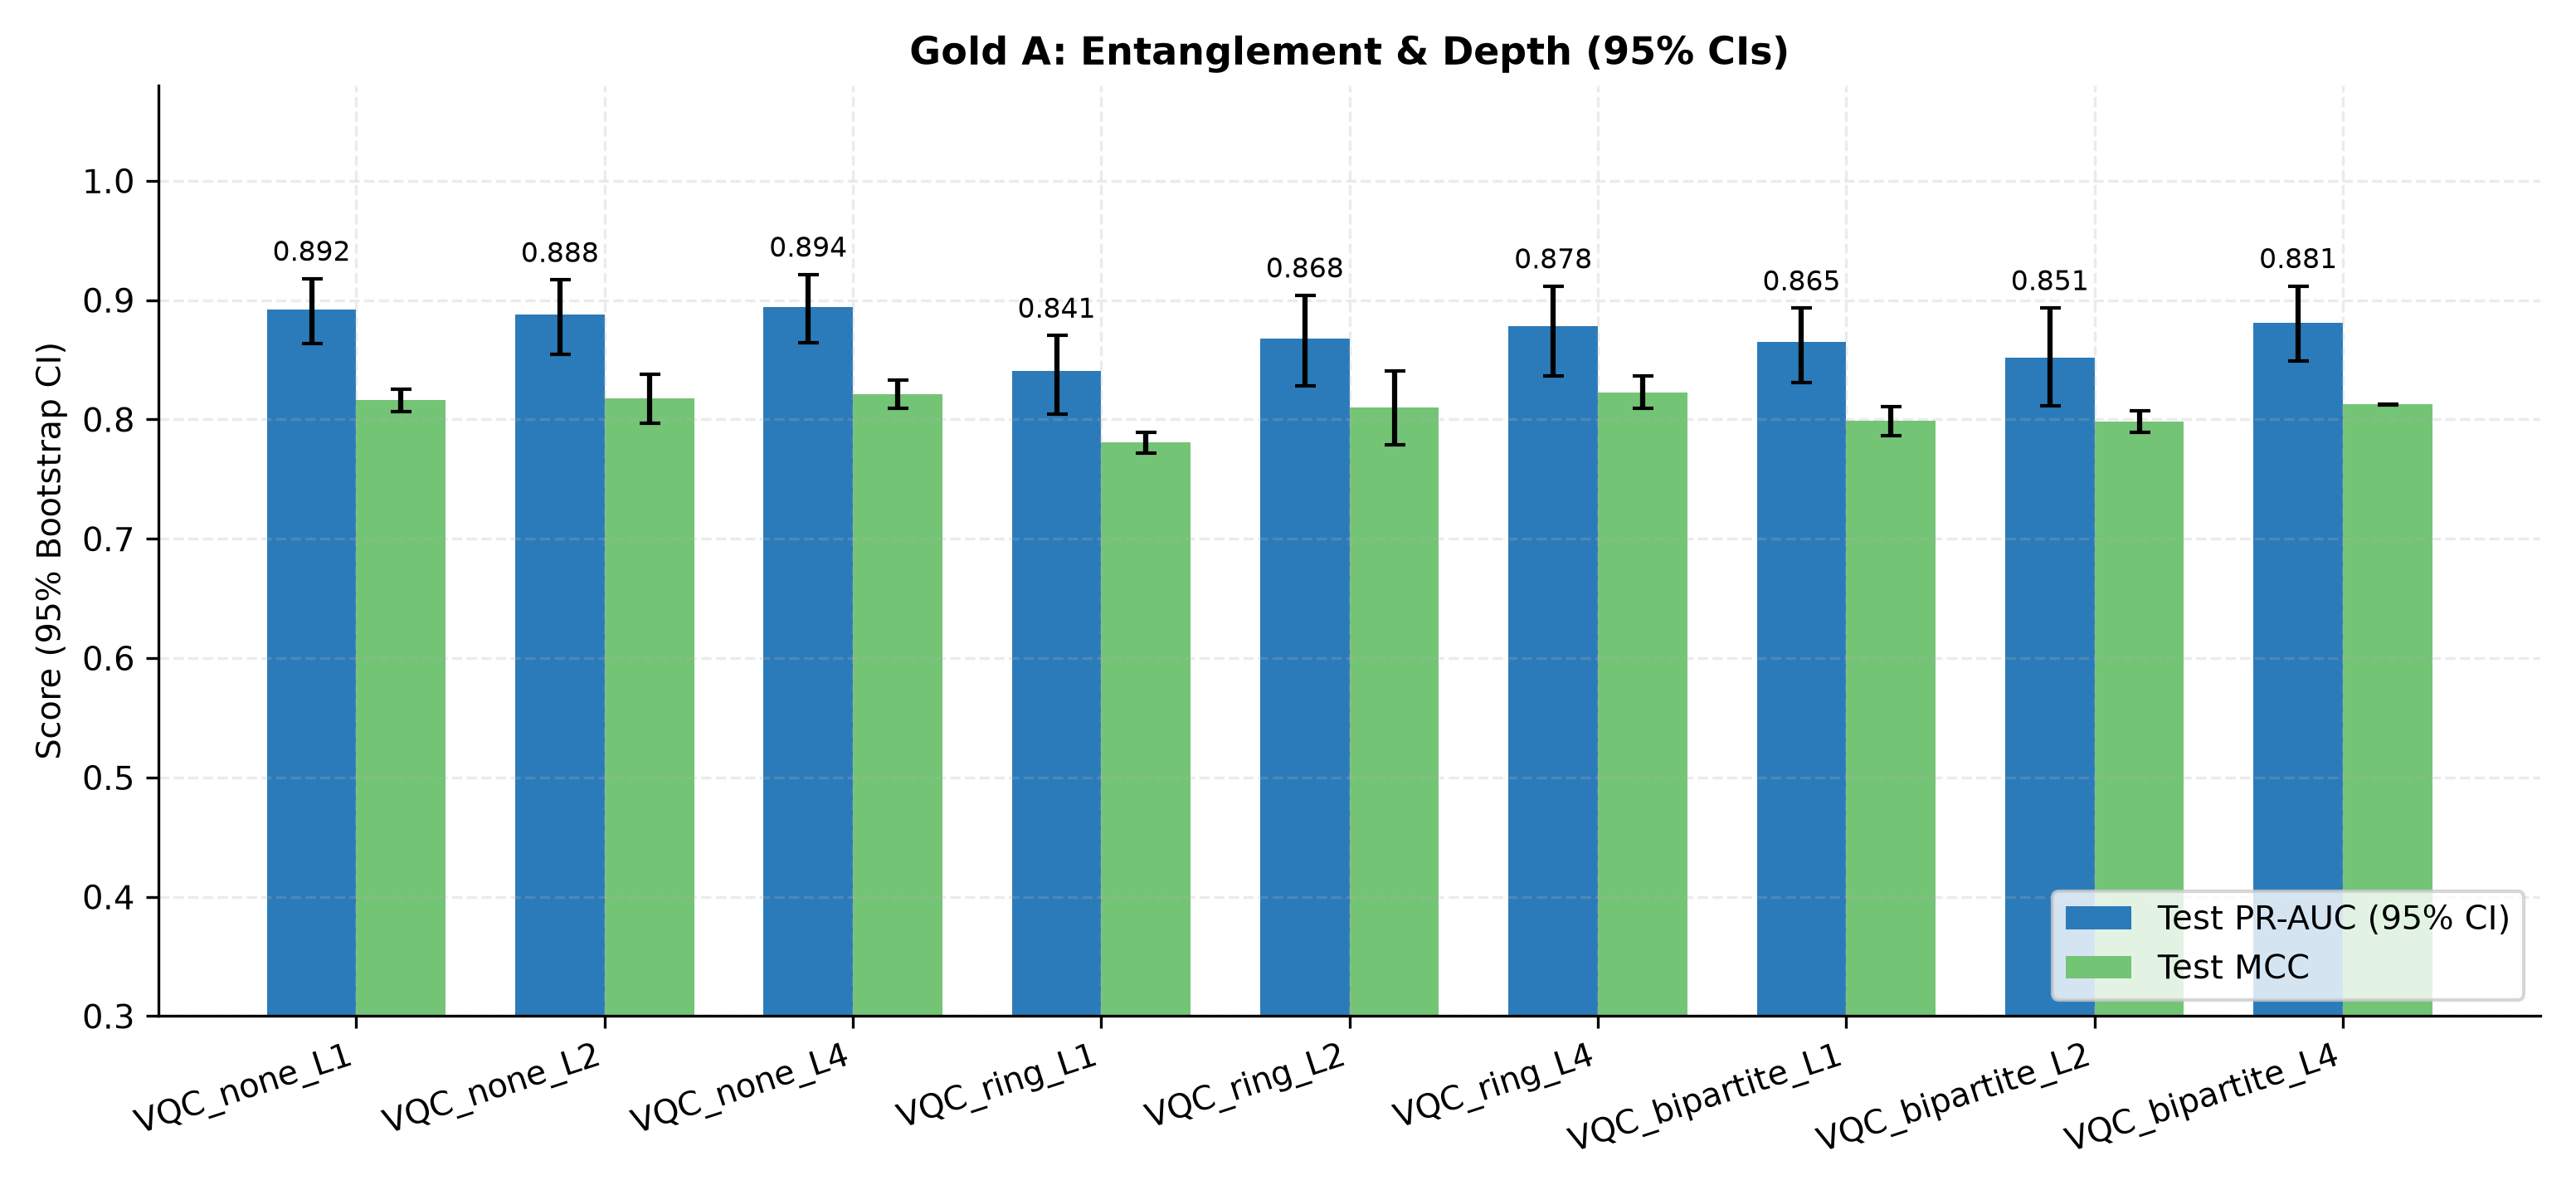 Gold A: Entanglement & Depth (95% CIs)
Score (95% Bootstrap CI)
1.0
0.9
0.8
0.7
0.6
0.5
0.4
0.3
0.892
0.888
0.894
0.841
0.868
0.878
0.865
0.851
0.881
Test PR-AUC (95% CI)
Test MCC
VQC_none_L1
VQC_none_L2
VQC_none_L4
VQC_ring_L1
VQC_ring_L2
VQC_ring_L4
VQC_bipartite_L1
VQC_bipartite_L2
VQC_bipartite_L4